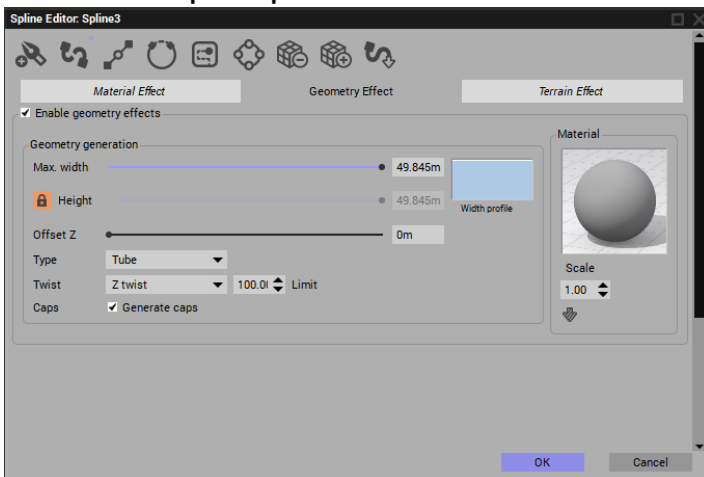 Spline Editor: Spline3
Material Effect Geometry Effect Terrain Effect
Enable geometry effects
Geometry generation
Max. width 49.845m
Height 49.845m
Width profile
Offset Z 0m
Type Tube
Twist Z twist 100.0 Limit
Caps Generate caps
Material
Scale
1.00
OK Cancel